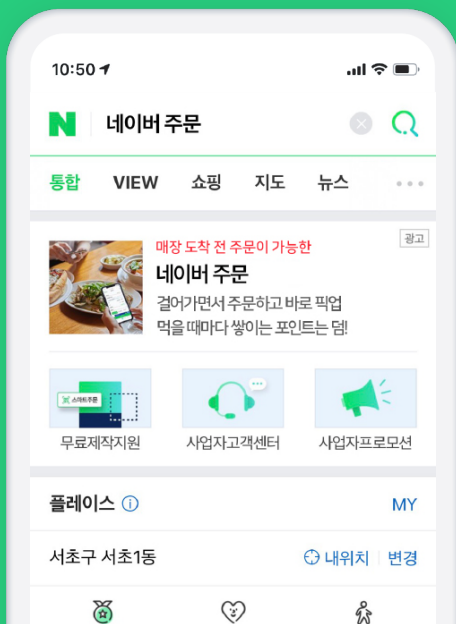 10:50
N 네이버 주문
통합 VIEW 쇼핑 지도 뉴스
광고
매장 도착 전 주문이 가능한
네이버 주문
걸어가면서 주문하고 바로 픽업
먹을 때마다 쌓이는 포인트는 덤!
스마트주문
무료제작지원 사업자고객센터 사업자프로모션
플레이스 MY
서초구 서초1동 내위치 변경